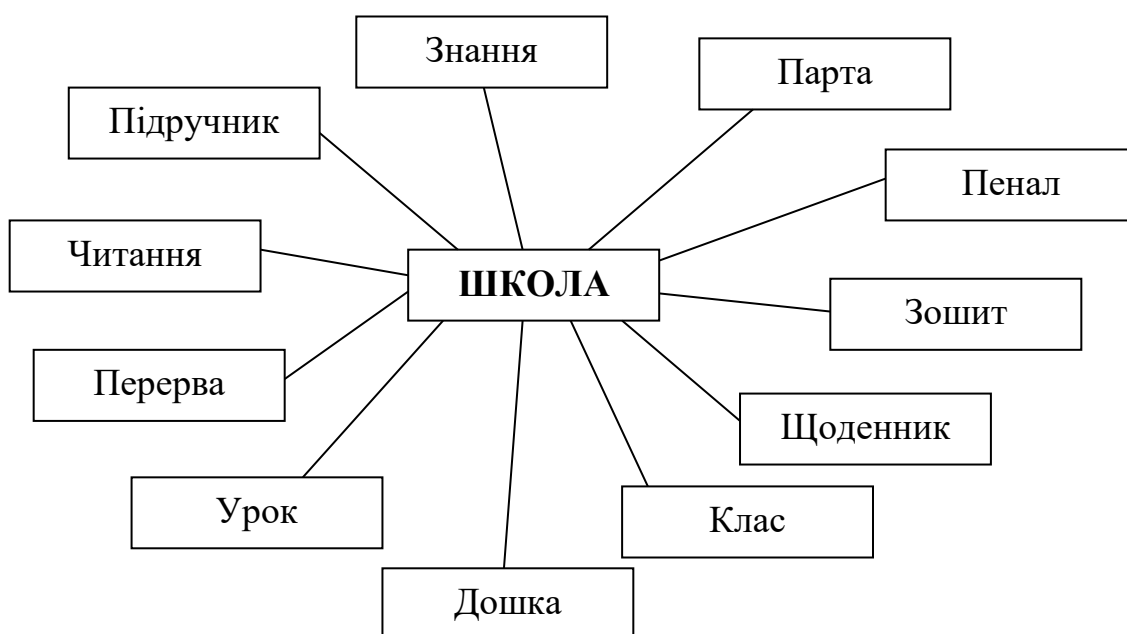 Знання
Парта
Підручник
Пенал
Читання
ШКОЛА
Зошит
Перерва
Щоденник
Урок
Клас
Дошка